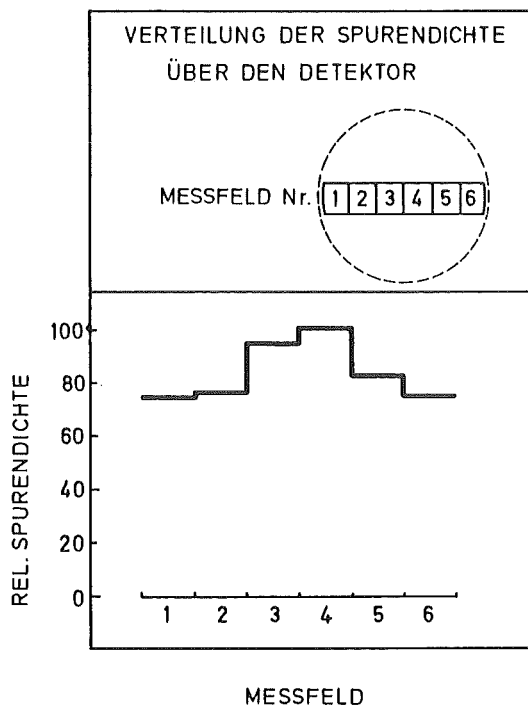 VERTEILUNG DER SPURENDICHTE
ÜBER DEN DETEKTOR
MESSFELD Nr. 1 2 3 4 5 6
REL. SPURENDICHTE
100
80
60
40
20
0
1 2 3 4 5 6
MESSFELD